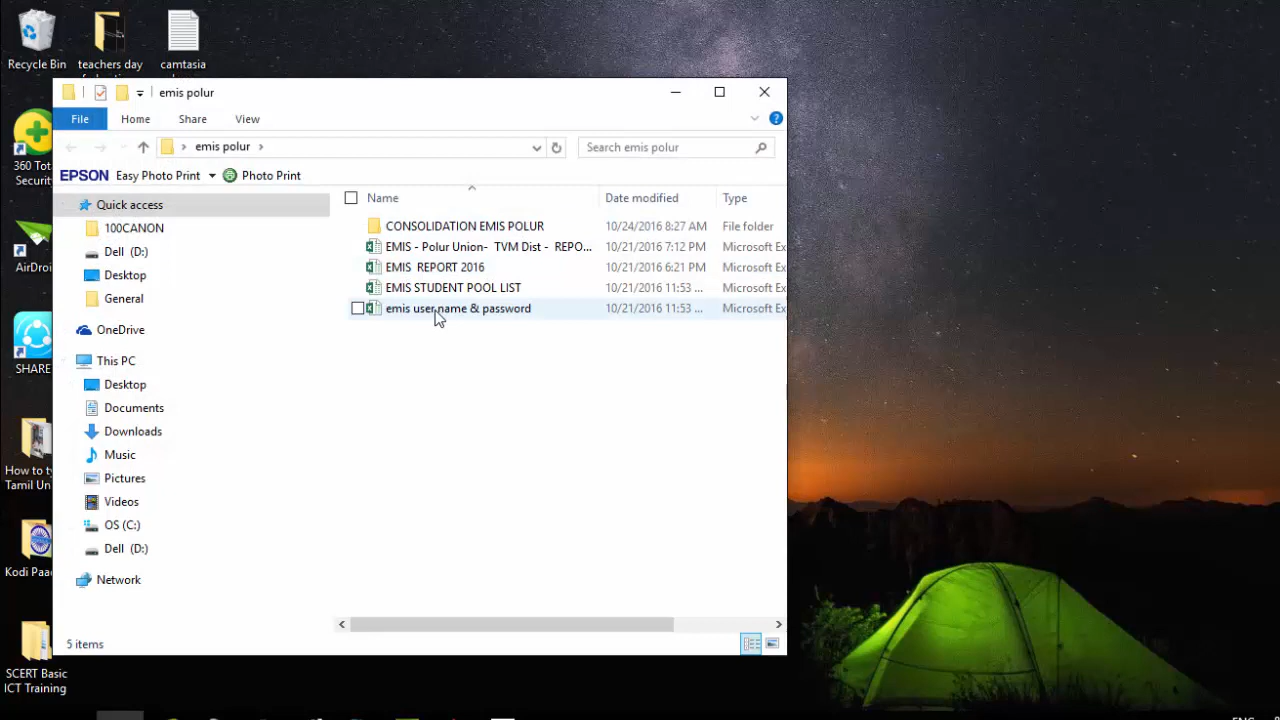 Recycle Bin
teachers day
camtasia
emis polur
File
Home
Share
View
emis polur
Search emis polur
EPSON Easy Photo Print
Photo Print
360 Tot
Security
AirDroi
SHARE
How to ty
Tamil Un
Kodi Paa
SCERT Basic
ICT Training
Quick access
100CANON
Dell (D:)
Desktop
General
OneDrive
This PC
Desktop
Documents
Downloads
Music
Pictures
Videos
OS (C:)
Dell (D:)
Network
Name Date modified Type
CONSOLIDATION EMIS POLUR 10/24/2016 8:27 AM File folder
EMIS - Polur Union- TVM Dist - REPO... 10/21/2016 7:12 PM Microsoft Ex
EMIS REPORT 2016 10/21/2016 6:21 PM Microsoft Ex
EMIS STUDENT POOL LIST 10/21/2016 11:53 ... Microsoft Ex
emis user name & password 10/21/2016 11:53 ... Microsoft Ex
5 items